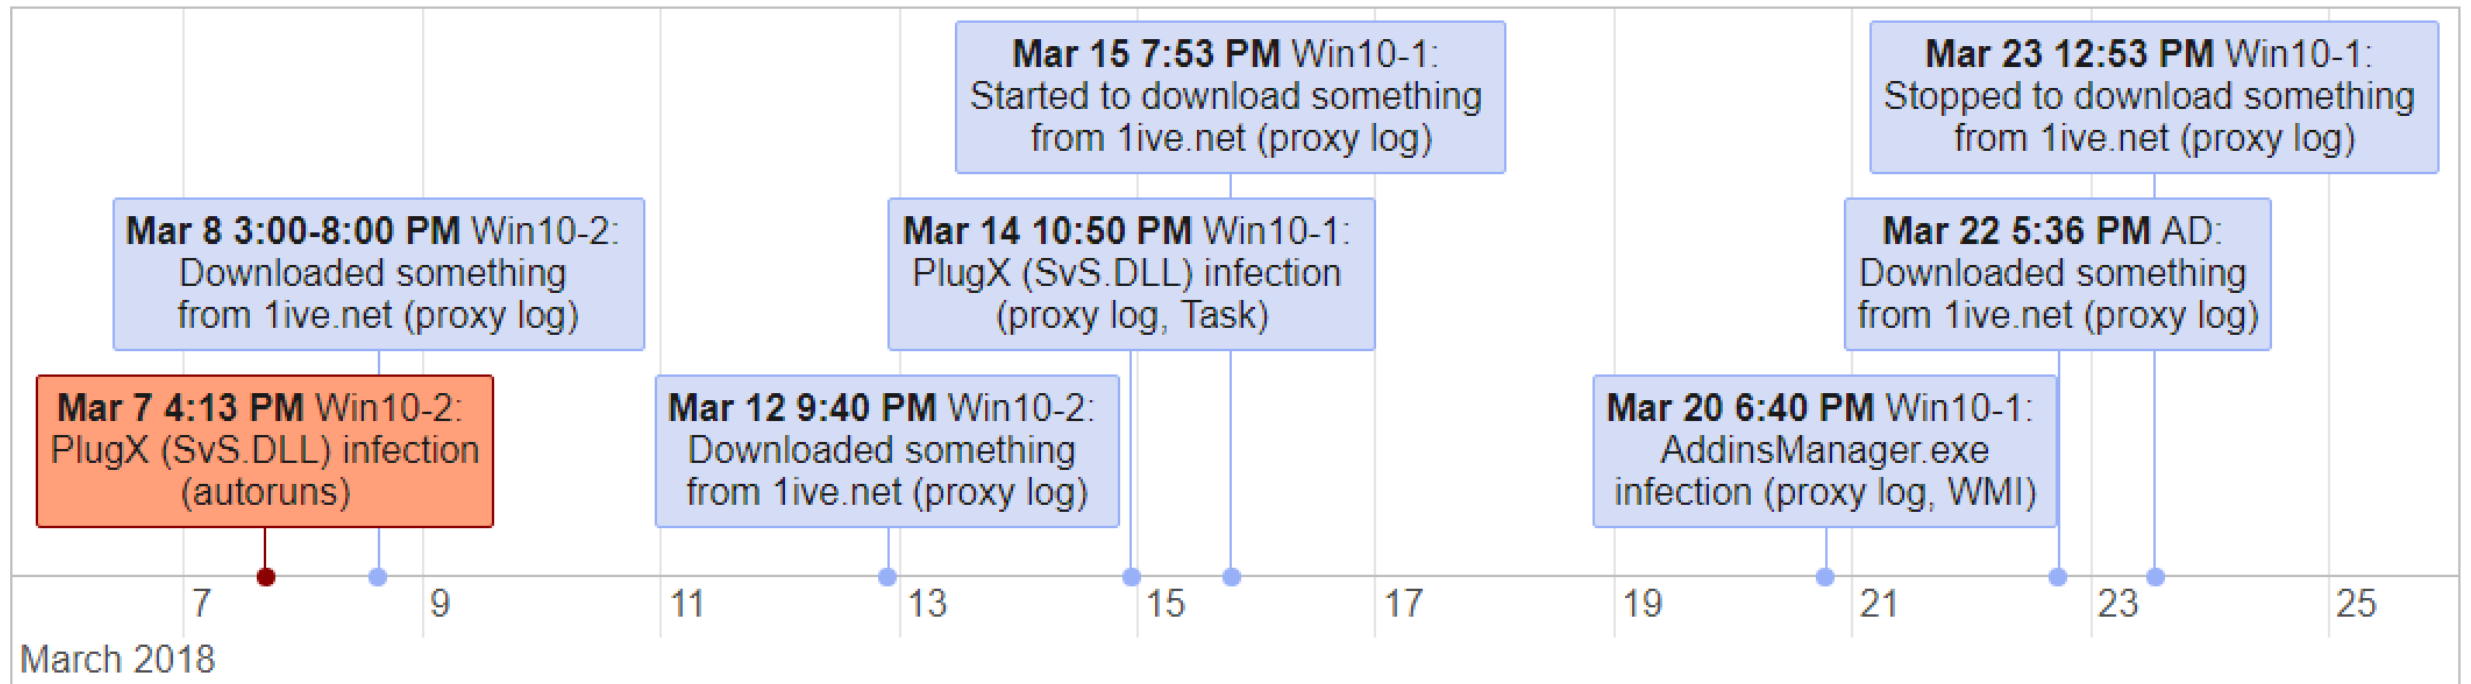 Mar 15 7:53 PM Win10-1:
Started to download something
from 1ive.net (proxy log)
Mar 23 12:53 PM Win10-1:
Stopped to download something
from 1ive.net (proxy log)
Mar 8 3:00-8:00 PM Win10-2:
Downloaded something
from 1ive.net (proxy log)
Mar 14 10:50 PM Win10-1:
PlugX (SvS.DLL) infection
(proxy log, Task)
Mar 22 5:36 PM AD:
Downloaded something
from 1ive.net (proxy log)
Mar 7 4:13 PM Win10-2:
PlugX (SvS.DLL) infection
(autoruns)
Mar 12 9:40 PM Win10-2:
Downloaded something
from 1ive.net (proxy log)
Mar 20 6:40 PM Win10-1:
AddinsManager.exe
infection (proxy log, WMI)
7 9 11 13 15 17 19 21 23 25
March 2018